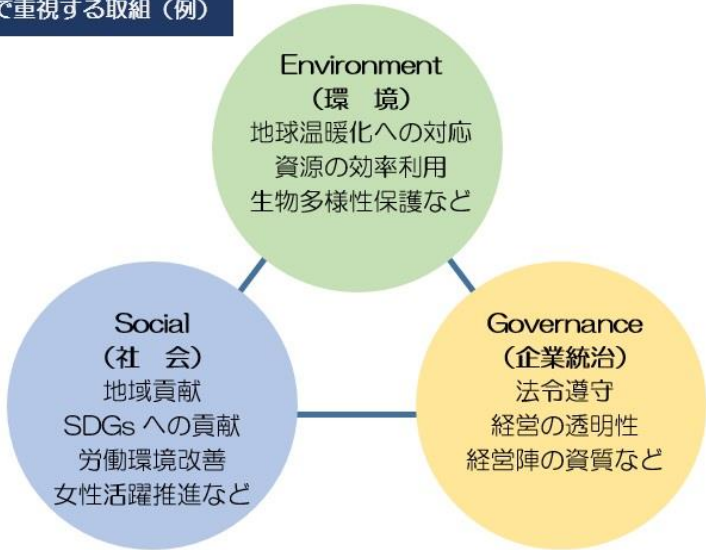 で重視する取組（例）
Environment
（環　境）
地球温暖化への対応
資源の効率利用
生物多様性保護など
Social
（社　会）
地域貢献
SDGs への貢献
労働環境改善
女性活躍推進など
Governance
（企業統治）
法令遵守
経営の透明性
経営陣の資質など